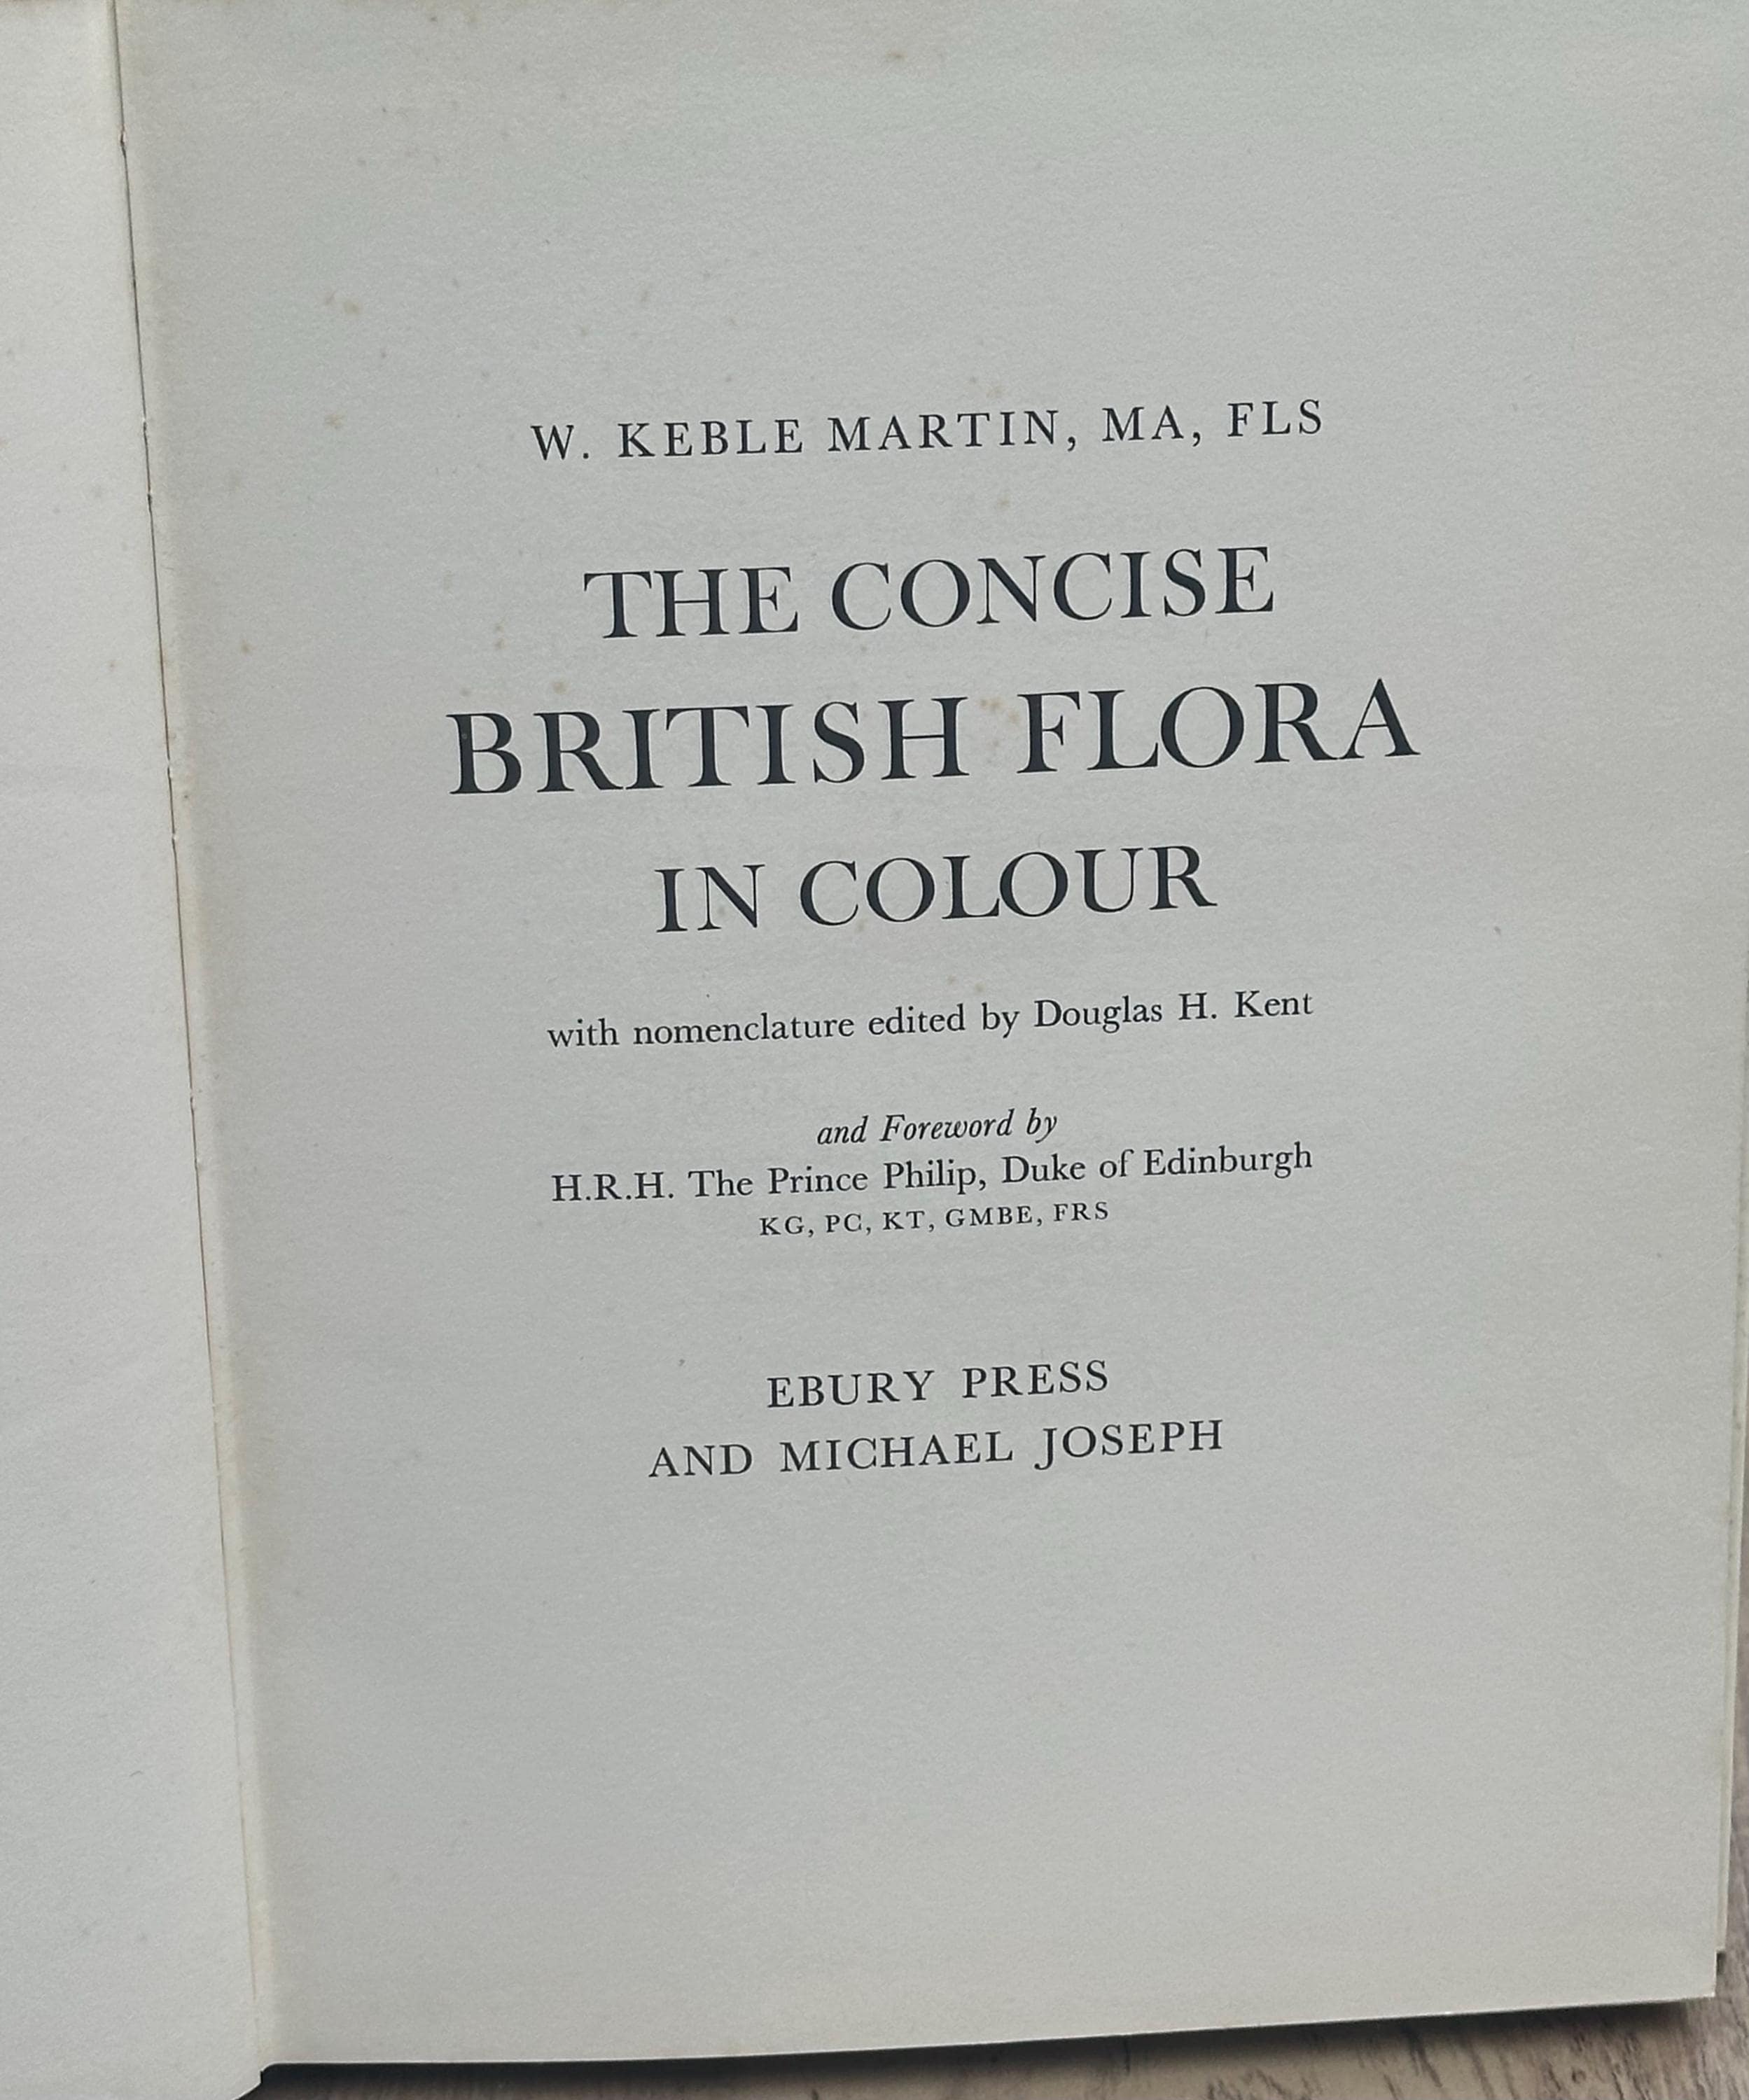 W. KEBLE MARTIN, MA, FLS
THE CONCISE
BRITISH FLORA
IN COLOUR
with nomenclature edited by Douglas H. Kent
and Foreword by
H.R.H. The Prince Philip, Duke of Edinburgh
KG, PC, KT, GMBE, FRS
EBURY PRESS
AND MICHAEL JOSEPH